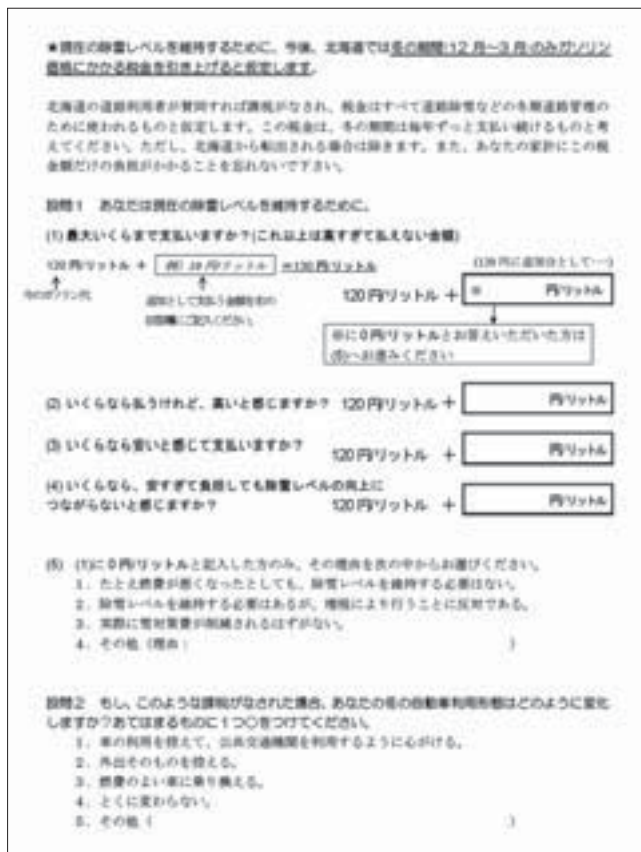 ★現在の除雪レベルを維持するために、今後、北海道では冬の期間(12月~3月)のみガソリン
価格にかかる税金を引き上げると仮定します。
北海道の道路利用者が賛同すれば課税がなされ、税金はすべて道路除雪などの冬期道路管理の
ために使われるものと仮定します。この税金は、冬の期間は毎年ずっと支払い続けるものと考
えてください。ただし、北海道から転出される場合は除きます。また、あなたの家計にこの税
金額だけの負担がかかることを忘れないで下さい。
設問1 あなたは現在の除雪レベルを維持するために、
(1) 最大いくらまで支払いますか?(これ以上は高すぎて払えない金額)
120円/リットル + 例) 10円/リットル =130円/リットル
今のガソリン代
追加として支払う金額を右の
(120円に追加分として…)
120円/リットル + ※ 円/リットル
※に0円/リットルとお答えいただいた方は
(5)へお進みください
(2) いくらなら払うけれど、高いと感じますか? 120円/リットル + 円/リットル
(3) いくらなら安いと感じて支払いますか? 120円/リットル + 円/リットル
(4) いくらなら、安すぎて負担しても除雪レベルの向上に
つながらないと感じますか? 120円/リットル + 円/リットル
(5) (1)に0円/リットルと記入した方のみ、その理由を次の中からお選びください。
1. たとえ燃費が悪くなったとしても、除雪レベルを維持する必要はない。
2. 除雪レベルを維持する必要はあるが、増税により行うことに反対である。
3. 実際に雪対策費が削減されるはずがない。
4. その他(理由: )
設問2 もし、このような課税がなされた場合、あなたの冬の自動車利用形態はどのように変化
しますか?あてはまるものに1つ○をつけてください。
1. 車の利用を控えて、公共交通機関を利用するように心がける。
2. 外出そのものを控える。
3. 燃費のよい車に乗り換える。
4. とくに変わらない。
5. その他( )